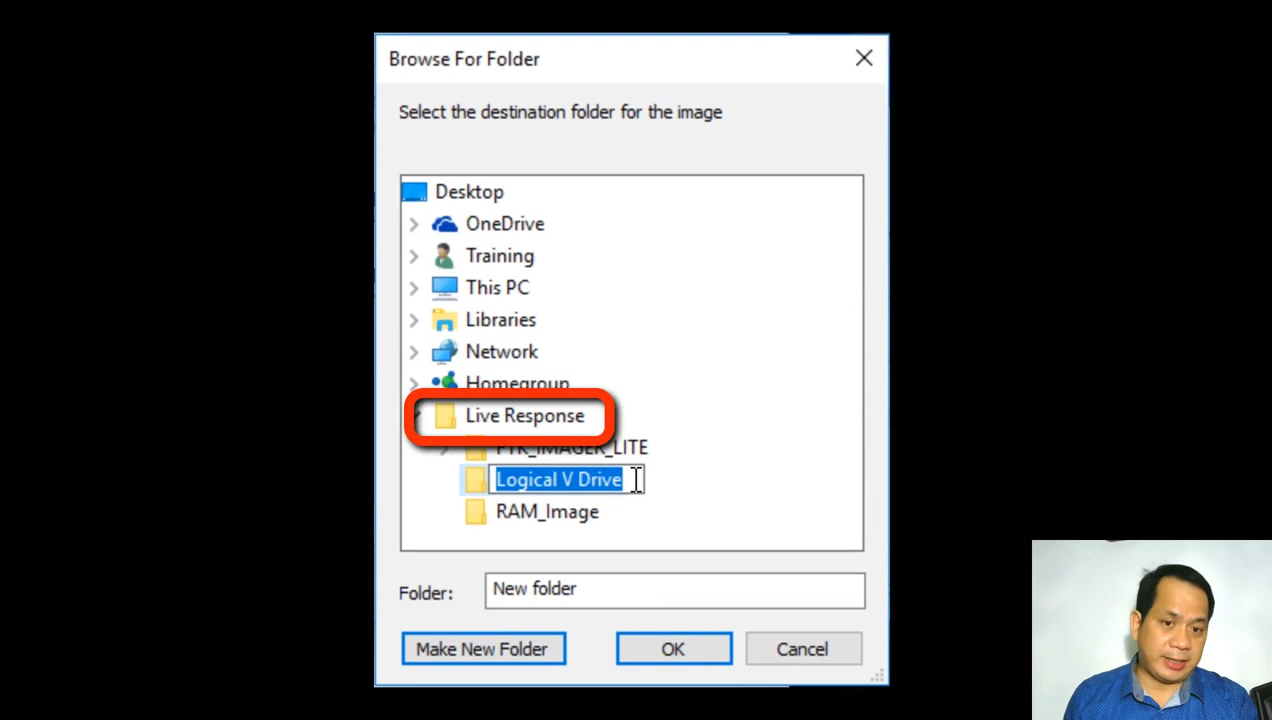 Browse For Folder
Select the destination folder for the image
Desktop
OneDrive
Training
This PC
Libraries
Network
Homegroup
Live Response
FTK_IMAGER_LITE
Logical V Drive
RAM_Image
Folder:
New folder
Make New Folder
OK
Cancel